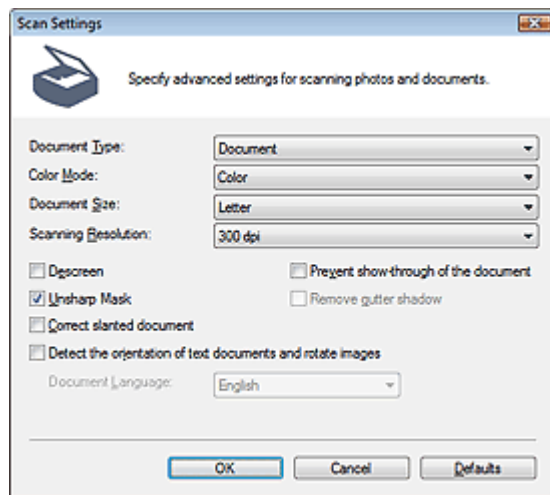 Scan Settings
Specify advanced settings for scanning photos and documents.
Document Type: Document
Color Mode: Color
Document Size: Letter
Scanning Resolution: 300 dpi
Descreen Prevent show-through of the document
Unsharp Mask Remove gutter shadow
Correct slanted document
Detect the orientation of text documents and rotate images
Document Language: English
OK Cancel Defaults